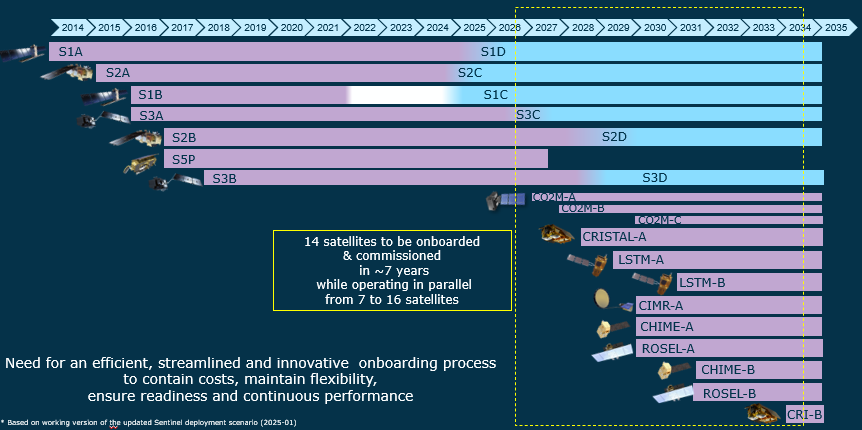 2014 2015 2016 2017 2018 2019 2020 2021 2022 2023 2024 2025 2026 2027 2028 2029 2030 2031 2032 2033 2034 2035
S1A S1D
S2A S2C
S1B S1C
S3A S3C
S2B S2D
S5P
S3B S3D
CO2M-A
CO2M-B
CO2M-C
CRISTAL-A
LSTM-A
LSTM-B
CIMR-A
CHIME-A
ROSEL-A
CHIME-B
ROSEL-B
CRI-B
14 satellites to be onboarded
& commissioned
in ~7 years
while operating in parallel
from 7 to 16 satellites
Need for an efficient, streamlined and innovative onboarding process
to contain costs, maintain flexibility,
ensure readiness and continuous performance
* Based on working version of the updated Sentinel deployment scenario (2025-01)